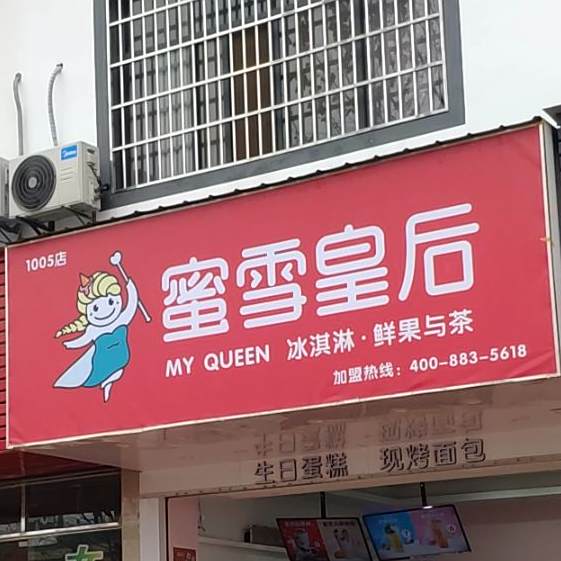 1005店
蜜雪皇后
MY QUEEN 冰淇淋·鲜果与茶
加盟热线：400-883-5618
生日蛋糕 现烤面包